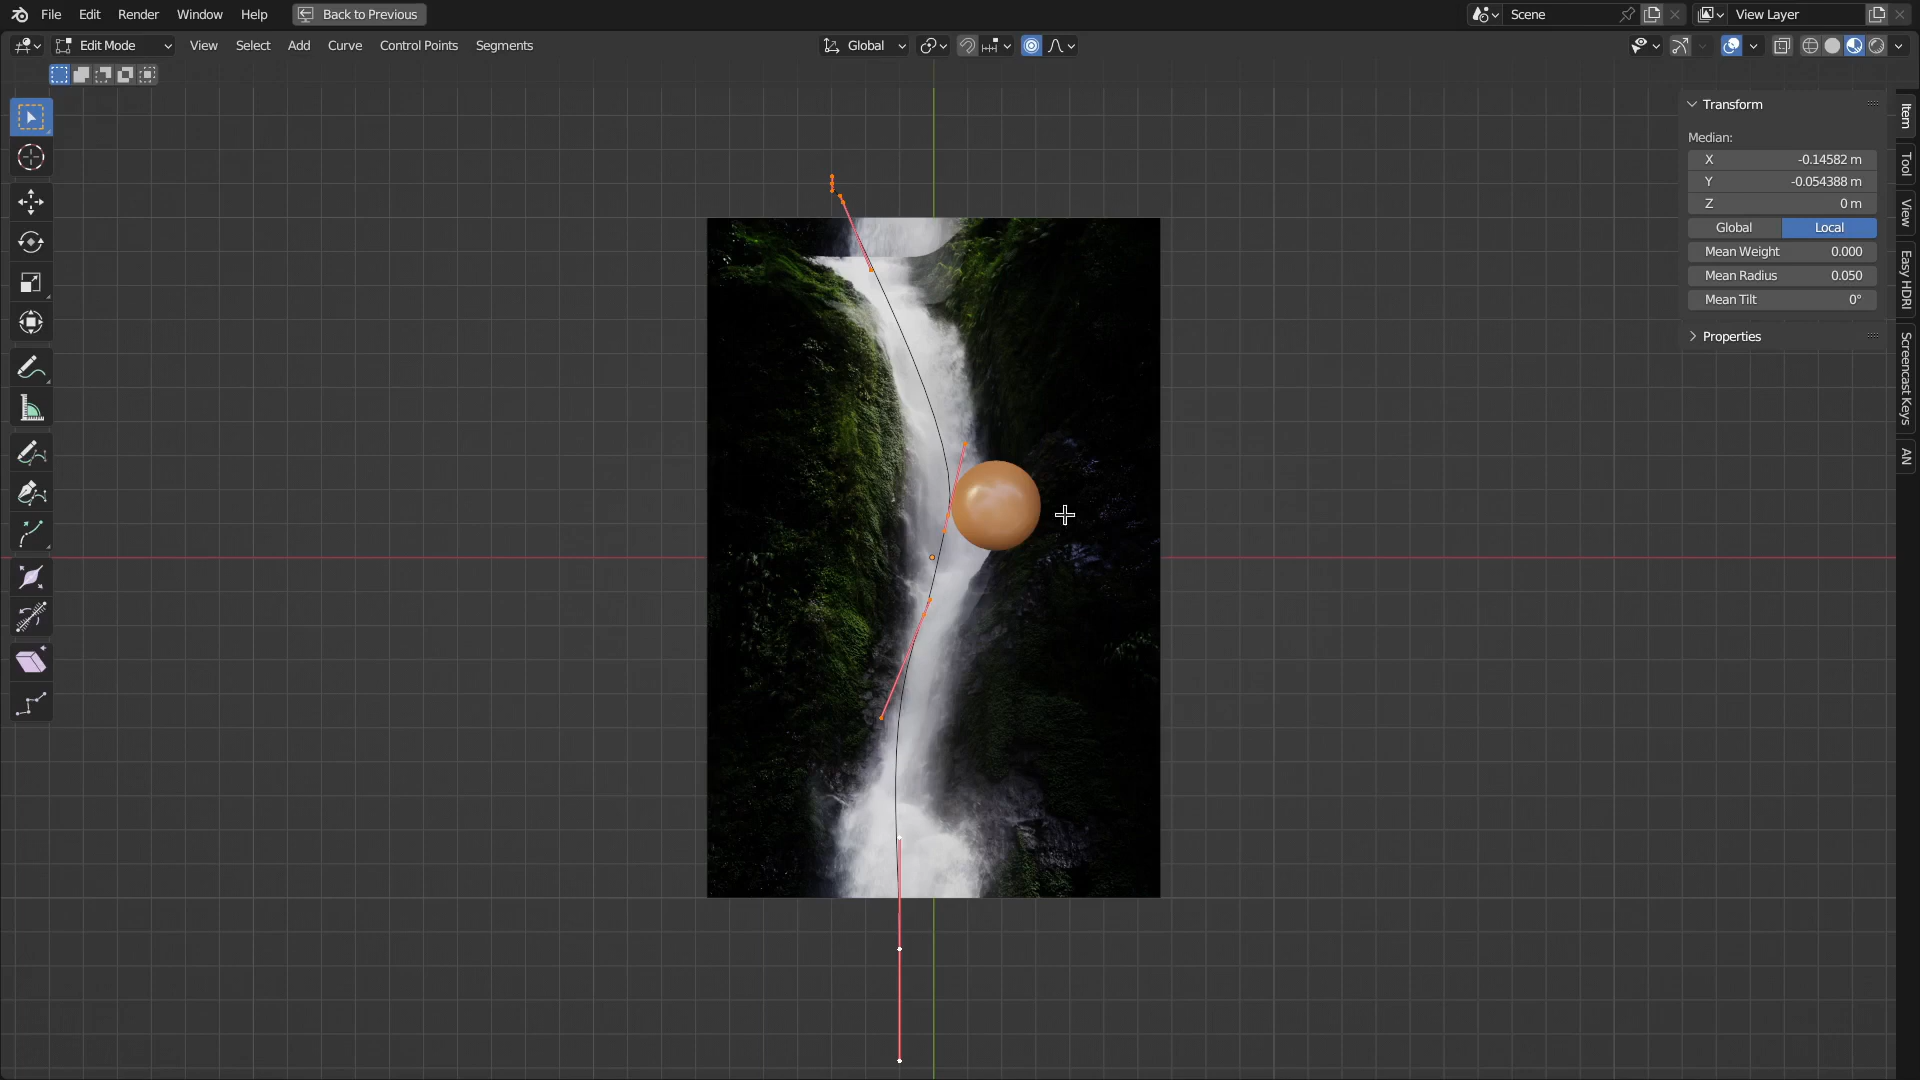 File Edit Render Window Help Back to Previous Scene View Layer
Edit Mode View Select Add Curve Control Points Segments Global
Transform
Median:
X -0.14582 m
Y -0.054388 m
Z 0 m
Global Local
Mean Weight 0.000
Mean Radius 0.050
Mean Tilt 0°
Properties
Item
Tool
View
Easy HDRI
Screencast Keys
AN